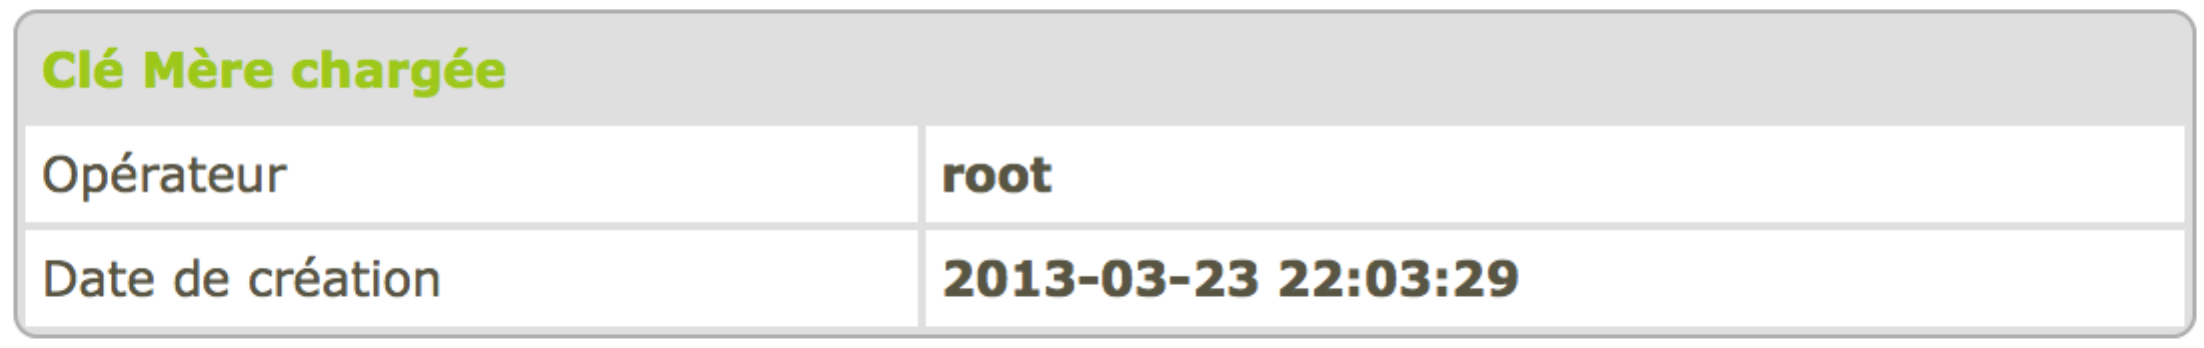 Clé Mère chargée
Opérateur root
Date de création 2013-03-23 22:03:29